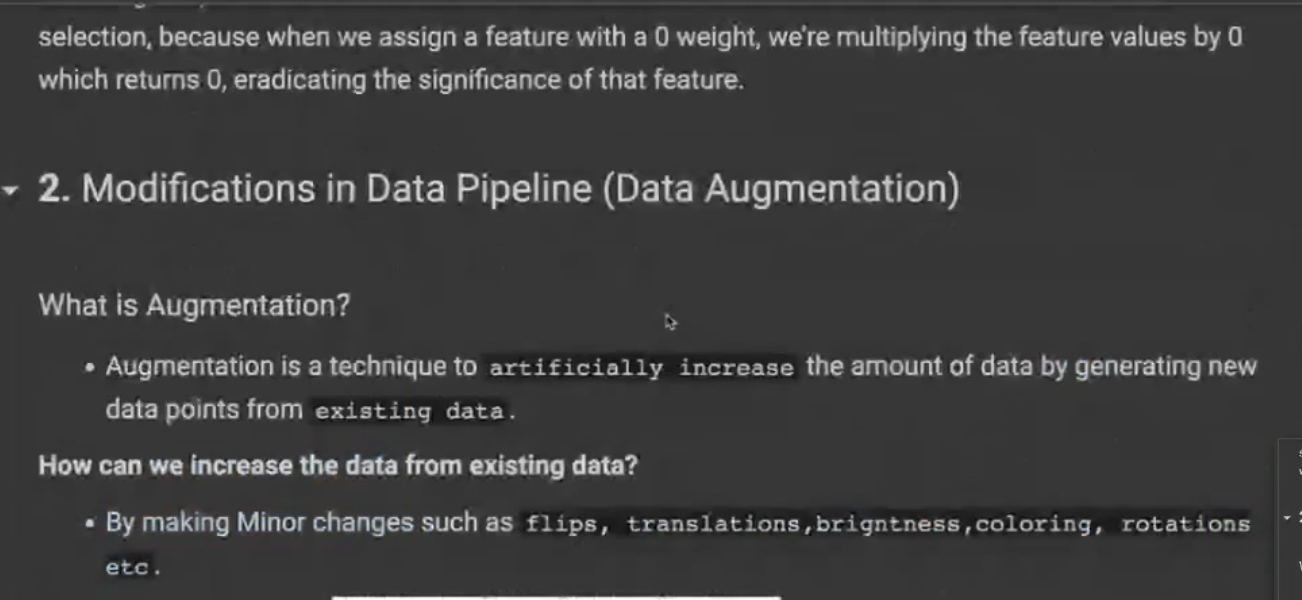 selection, because when we assign a feature with a 0 weight, we're multiplying the feature values by 0
which returns 0, eradicating the significance of that feature.
2. Modifications in Data Pipeline (Data Augmentation)
What is Augmentation?
• Augmentation is a technique to artificially increase the amount of data by generating new
data points from existing data.
How can we increase the data from existing data?
• By making Minor changes such as flips, translations,brigntness,coloring, rotations
etc.